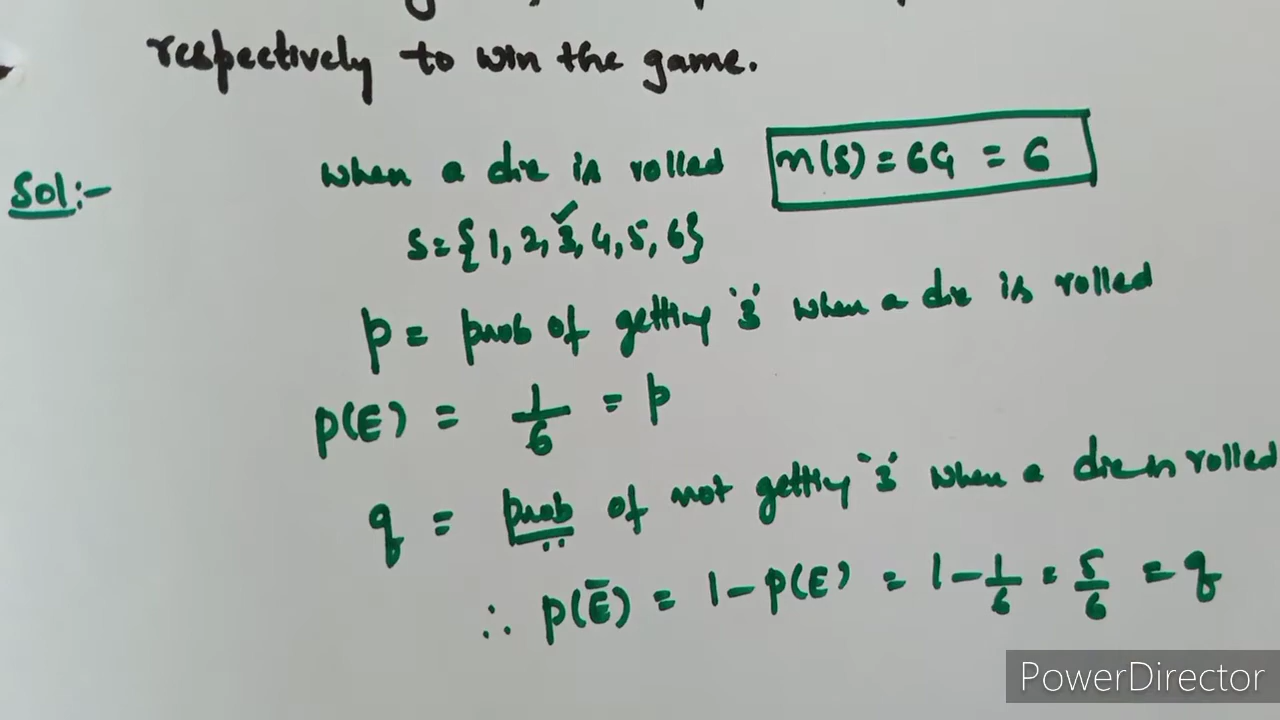 respectively to win the game.
Sol:- when a die is rolled n(S) = 6C₁ = 6
S = {1, 2, 3, 4, 5, 6}
p = prob of getting '3' when a die is rolled
P(E) = 1/6 = p
q = prob of not getting '3' when a die is rolled
∴ P(Ē) = 1 - P(E) = 1 - 1/6 = 5/6 = q
PowerDirector